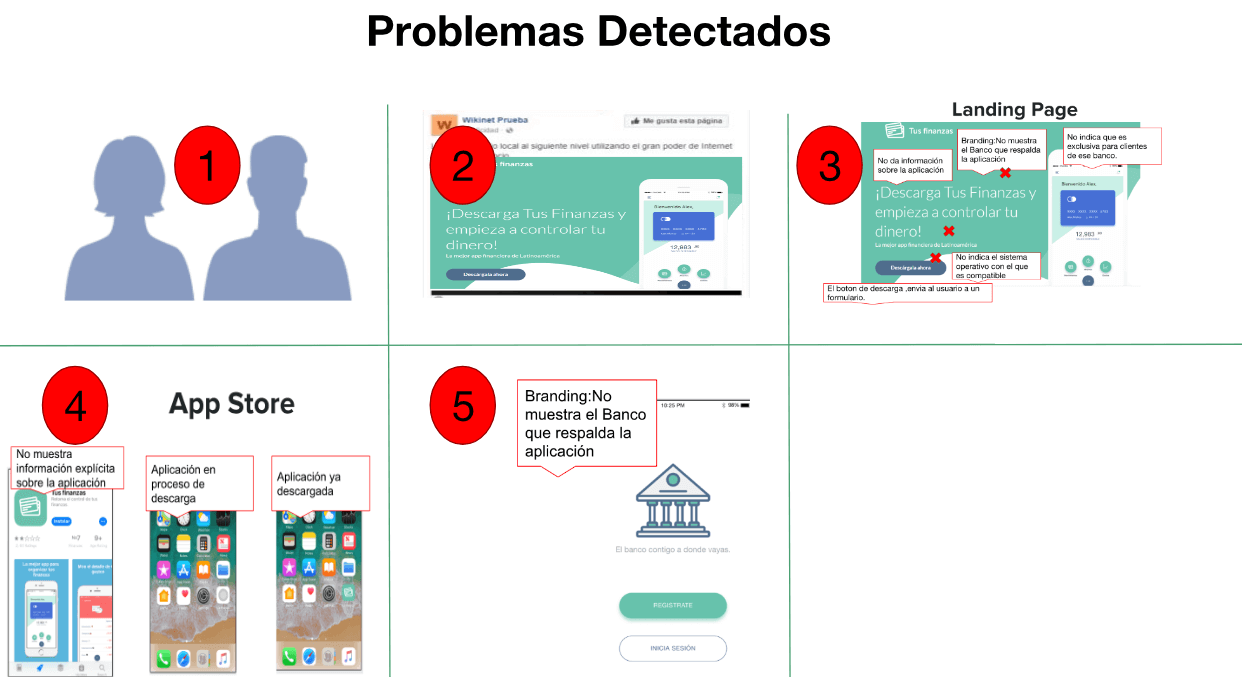 Problemas Detectados
1
2
Wikinet Prueba
Me gusta esta página
o local al siguiente nivel utilizando el gran poder de Internet
finanzas
¡Descarga Tus Finanzas y
empieza a controlar tu
dinero!
La mejor app financiera de Latinoamérica
Descárgala ahora
Bienvenido Alex,
12,983
3
Landing Page
Tus finanzas
No da información
sobre la aplicación
Branding:No muestra
el Banco que respalda
la aplicación
No indica que es
exclusiva para clientes
de ese banco.
¡Descarga Tus Finanzas y
empieza a controlar tu
dinero!
La mejor app financiera de Latinoamérica
Descárgala ahora
Bienvenido Alex,
12,983
No indica el sistema
operativo con el que
es compatible
El boton de descarga ,envia al usuario a un
formulario.
4
App Store
No muestra
información explícita
sobre la aplicación
Tus finanzas
Aplicación en
proceso de
descarga
Aplicación ya
descargada
5
Branding:No
muestra el Banco
que respalda la
aplicación
10:25 PM
98%
El banco contigo a donde vayas.
REGISTRATE
INICIA SESIÓN